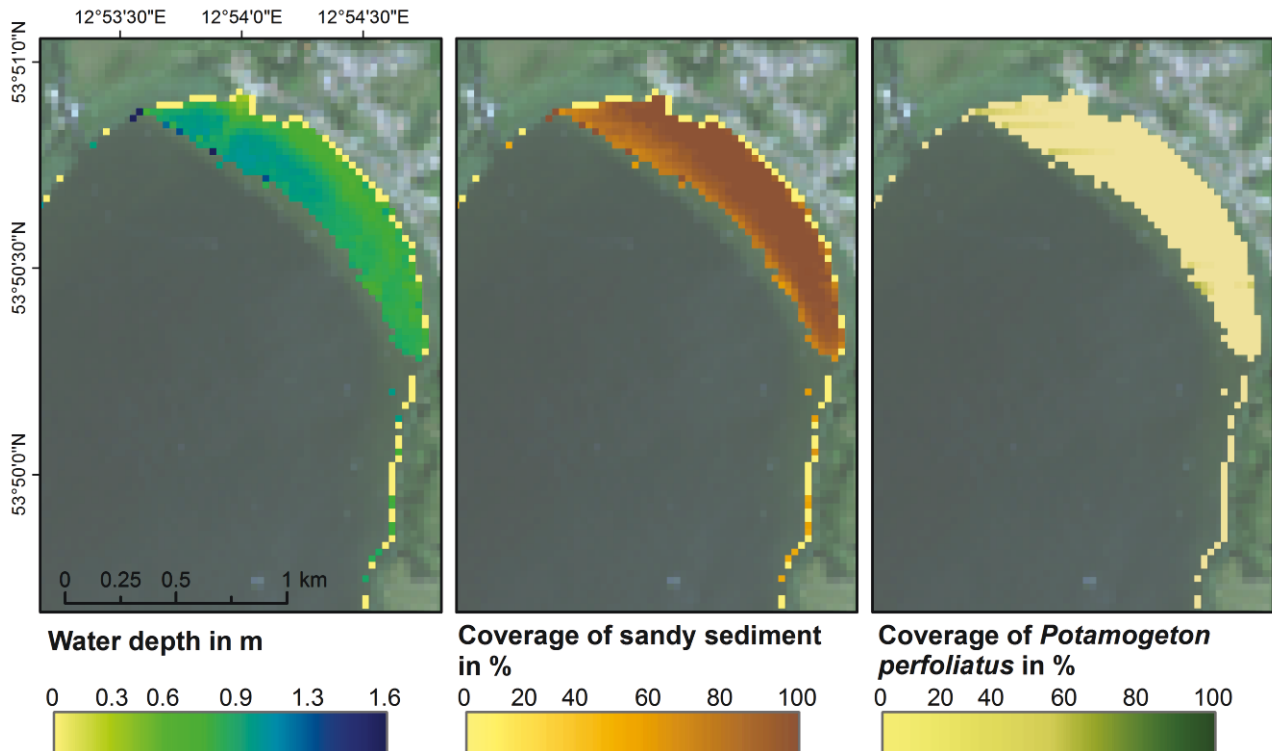 12°53'30"E 12°54'0"E 12°54'30"E
53°51'0"N
53°50'30"N
53°50'0"N
0 0.25 0.5 1 km
Water depth in m
0 0.3 0.6 0.9 1.3 1.6
Coverage of sandy sediment
in %
0 20 40 60 80 100
Coverage of Potamogeton
perfoliatus in %
0 20 40 60 80 100